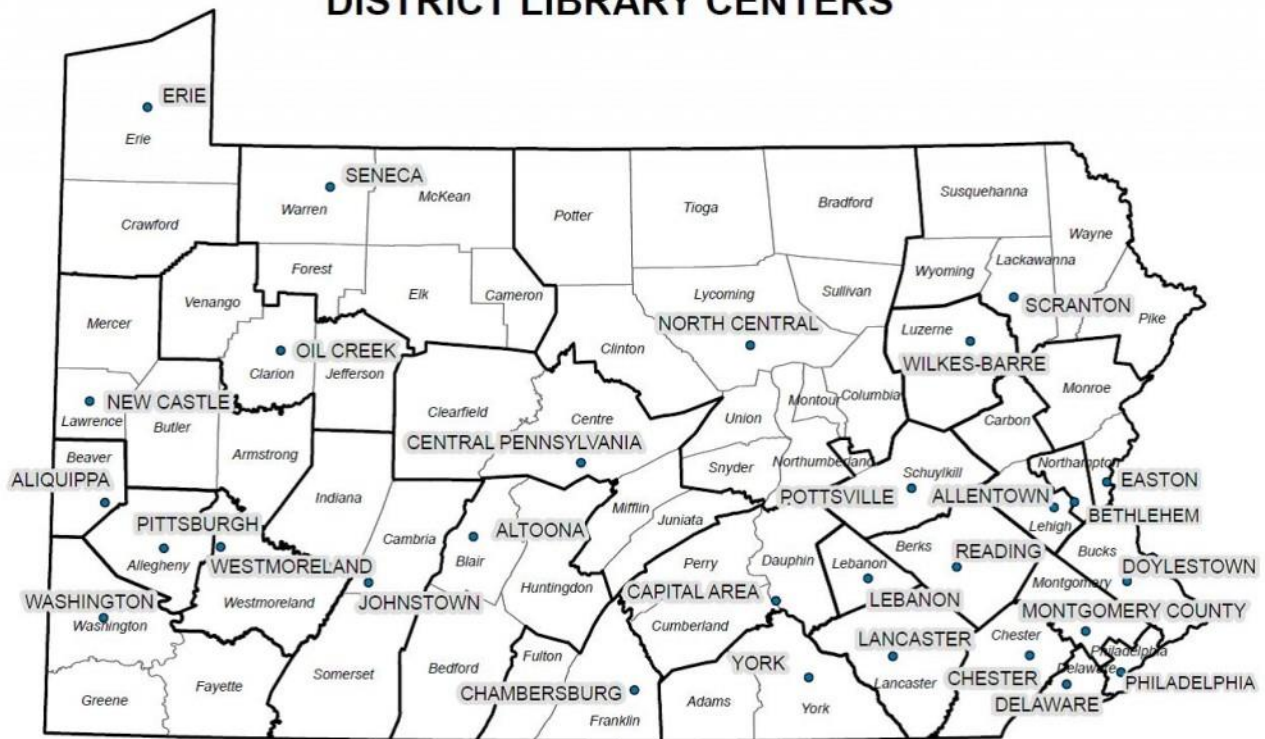 DISTRICT LIBRARY CENTERS
ERIE
Erie
SENECA
Warren
McKean
Crawford
Potter
Tioga
Bradford
Susquehanna
Wayne
Forest
Elk
Cameron
Venango
Mercer
Lycoming
Sullivan
Wyoming
Lackawanna
SCRANTON
Pike
NORTH CENTRAL
Clinton
Luzerne
WILKES-BARRE
OIL CREEK
Clarion
Jefferson
NEW CASTLE
Lawrence
Butler
Clearfield
Centre
CENTRAL PENNSYLVANIA
Union
Montour
Columbia
Monroe
Carbon
Beaver
ALIQUIPPA
Armstrong
Indiana
Snyder
Northumberland
Schuylkill
POTTSVILLE
ALLENTOWN
Northampton
EASTON
BETHLEHEM
Lehigh
PITTSBURGH
Allegheny
WESTMORELAND
Westmoreland
Cambria
Blair
ALTOONA
Mifflin
Juniata
Huntingdon
Perry
Dauphin
Lebanon
Berks
READING
Bucks
DOYLESTOWN
Montgomery
MONTGOMERY COUNTY
WASHINGTON
Washington
JOHNSTOWN
CAPITAL AREA
Cumberland
LEBANON
LANCASTER
Lancaster
Chester
CHESTER
Philadelphia
PHILADELPHIA
Delaware
DELAWARE
Greene
Fayette
Somerset
Bedford
Fulton
CHAMBERSBURG
Franklin
Adams
YORK
York